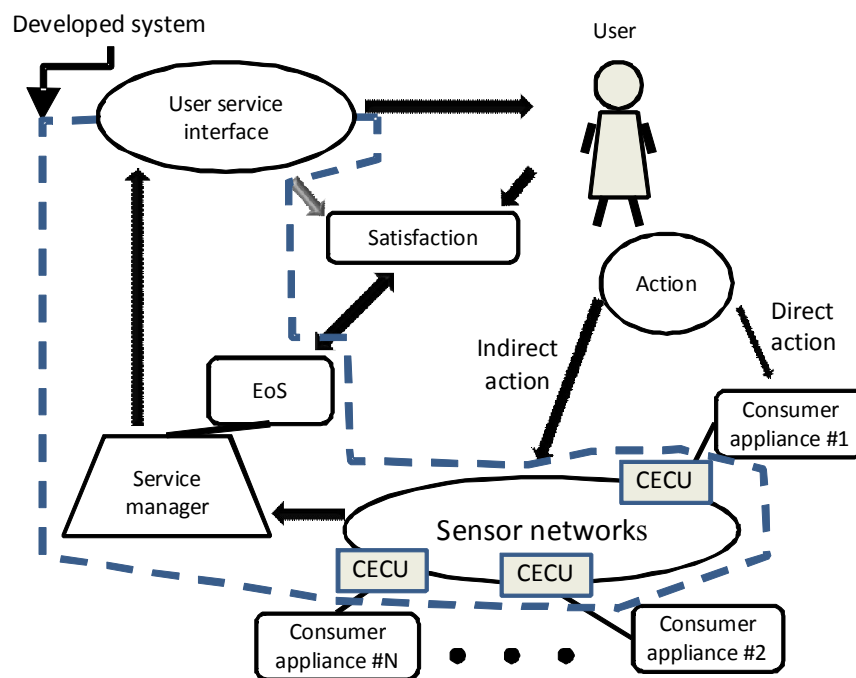 Developed system
User
User service
interface
Satisfaction
Action
Direct
action
Indirect
action
EoS
Consumer
appliance #1
Service
manager
CECU
Sensor networks
CECU
CECU
Consumer
appliance #N
Consumer
appliance #2